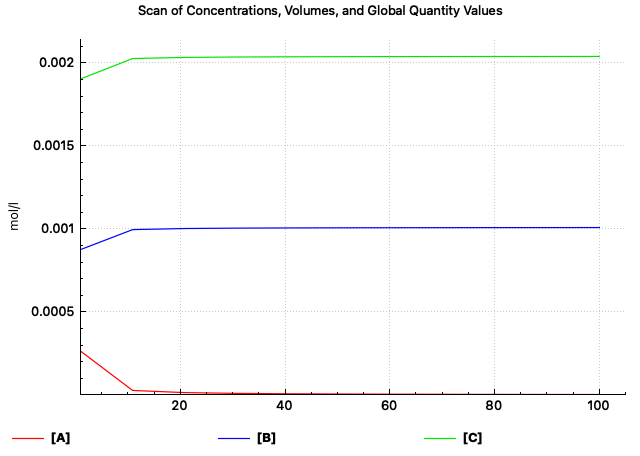 Scan of Concentrations, Volumes, and Global Quantity Values
0.002
0.0015
0.001
0.0005
mol/l
20 40 60 80 100
[A] [B] [C]